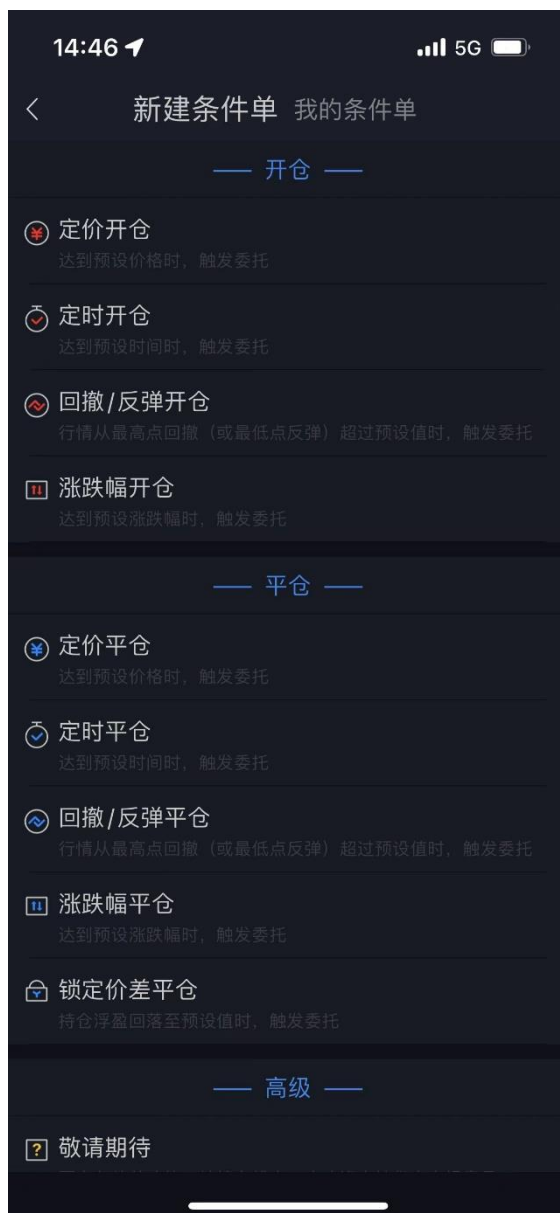 14:46
5G
新建条件单 我的条件单
开仓
定价开仓
达到预设价格时，触发委托
定时开仓
达到预设时间时，触发委托
回撤/反弹开仓
行情从最高点回撤（或最低点反弹）超过预设值时，触发委托
涨跌幅开仓
达到预设涨跌幅时，触发委托
平仓
定价平仓
达到预设价格时，触发委托
定时平仓
达到预设时间时，触发委托
回撤/反弹平仓
行情从最高点回撤（或最低点反弹）超过预设值时，触发委托
涨跌幅平仓
达到预设涨跌幅时，触发委托
锁定价差平仓
持仓浮盈回落至预设值时，触发委托
高级
敬请期待